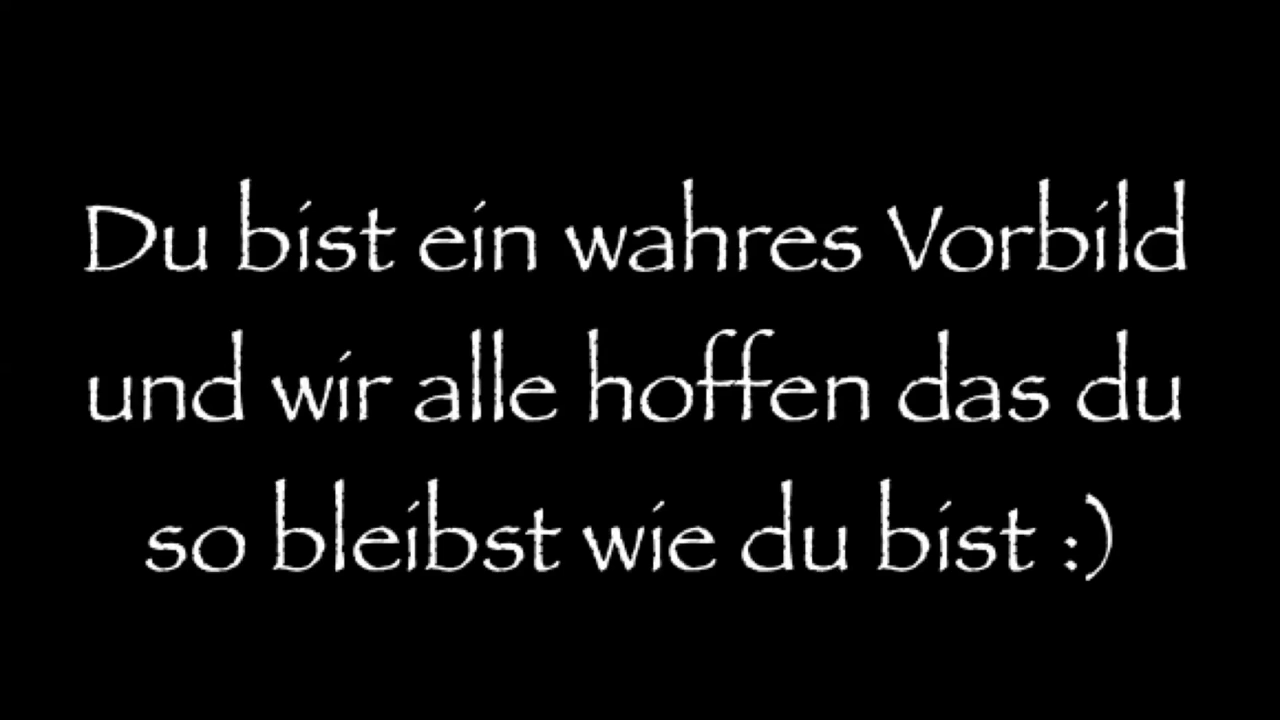 Du bist ein wahres Vorbild
und wir alle hoffen das du
so bleibst wie du bist :)